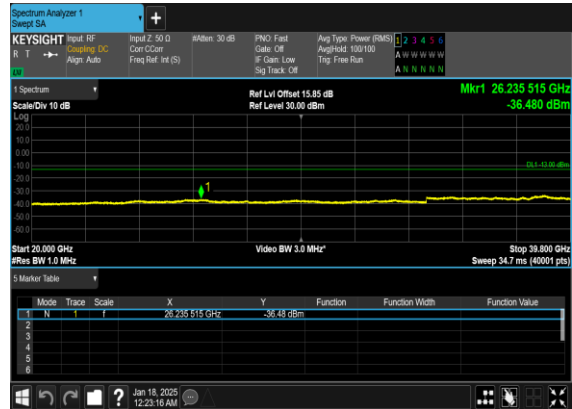 Spectrum Analyzer 1
Swept SA
+
KEYSIGHT Input: RF Input Z: 50 Ω #Atten: 30 dB PNO: Fast Avg Type: Power (RMS) 1 2 3 4 5 6
R T Coupling: DC Corr CCorr Gate: Off Avg|Hold: 100/100 A W W W W W
Align: Auto Freq Ref: Int (S) IF Gain: Low Trig: Free Run
Sig Track: Off A N N N N N
1 Spectrum
Ref Lvl Offset 15.85 dB Mkr1 26.235 515 GHz
Scale/Div 10 dB Ref Level 30.00 dBm -36.480 dBm
Log
20.0
10.0
0.00
-10.0
DL1 -13.00 dBm
-20.0
-30.0
1
-40.0
-50.0
-60.0
Start 20.000 GHz Video BW 3.0 MHz* Stop 39.800 GHz
#Res BW 1.0 MHz Sweep 34.7 ms (40001 pts)
5 Marker Table
Mode Trace Scale X Y Function Function Width Function Value
1 N 1 f 26.235 515 GHz -36.48 dBm
2
3
4
5
6
? Jan 18, 2025
12:23:16 AM